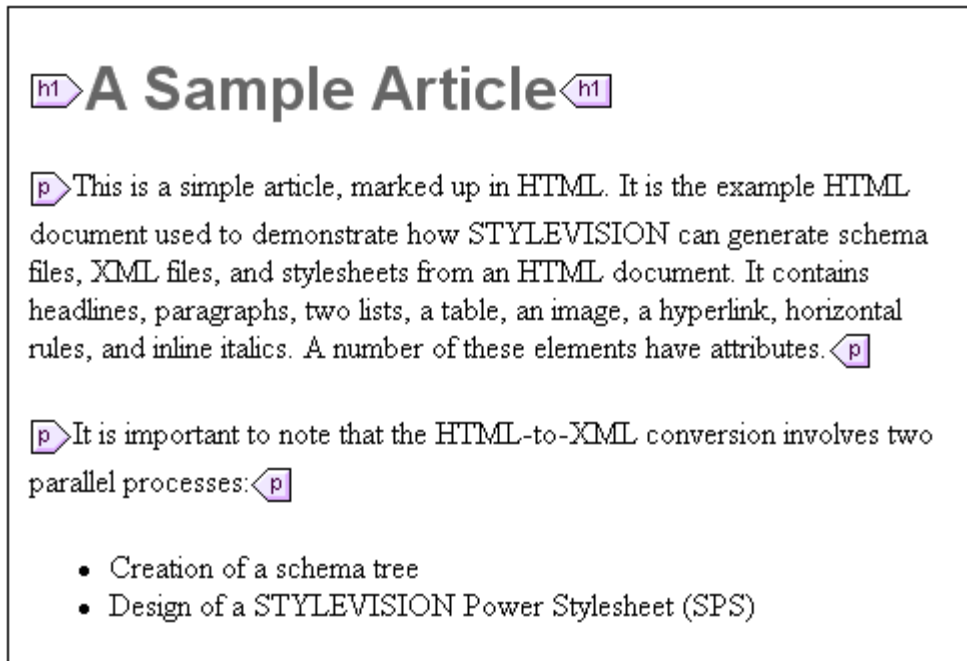 h1 A Sample Article h1
p This is a simple article, marked up in HTML. It is the example HTML
document used to demonstrate how STYLEVISION can generate schema
files, XML files, and stylesheets from an HTML document. It contains
headlines, paragraphs, two lists, a table, an image, a hyperlink, horizontal
rules, and inline italics. A number of these elements have attributes. p
p It is important to note that the HTML-to-XML conversion involves two
parallel processes: p
• Creation of a schema tree
• Design of a STYLEVISION Power Stylesheet (SPS)